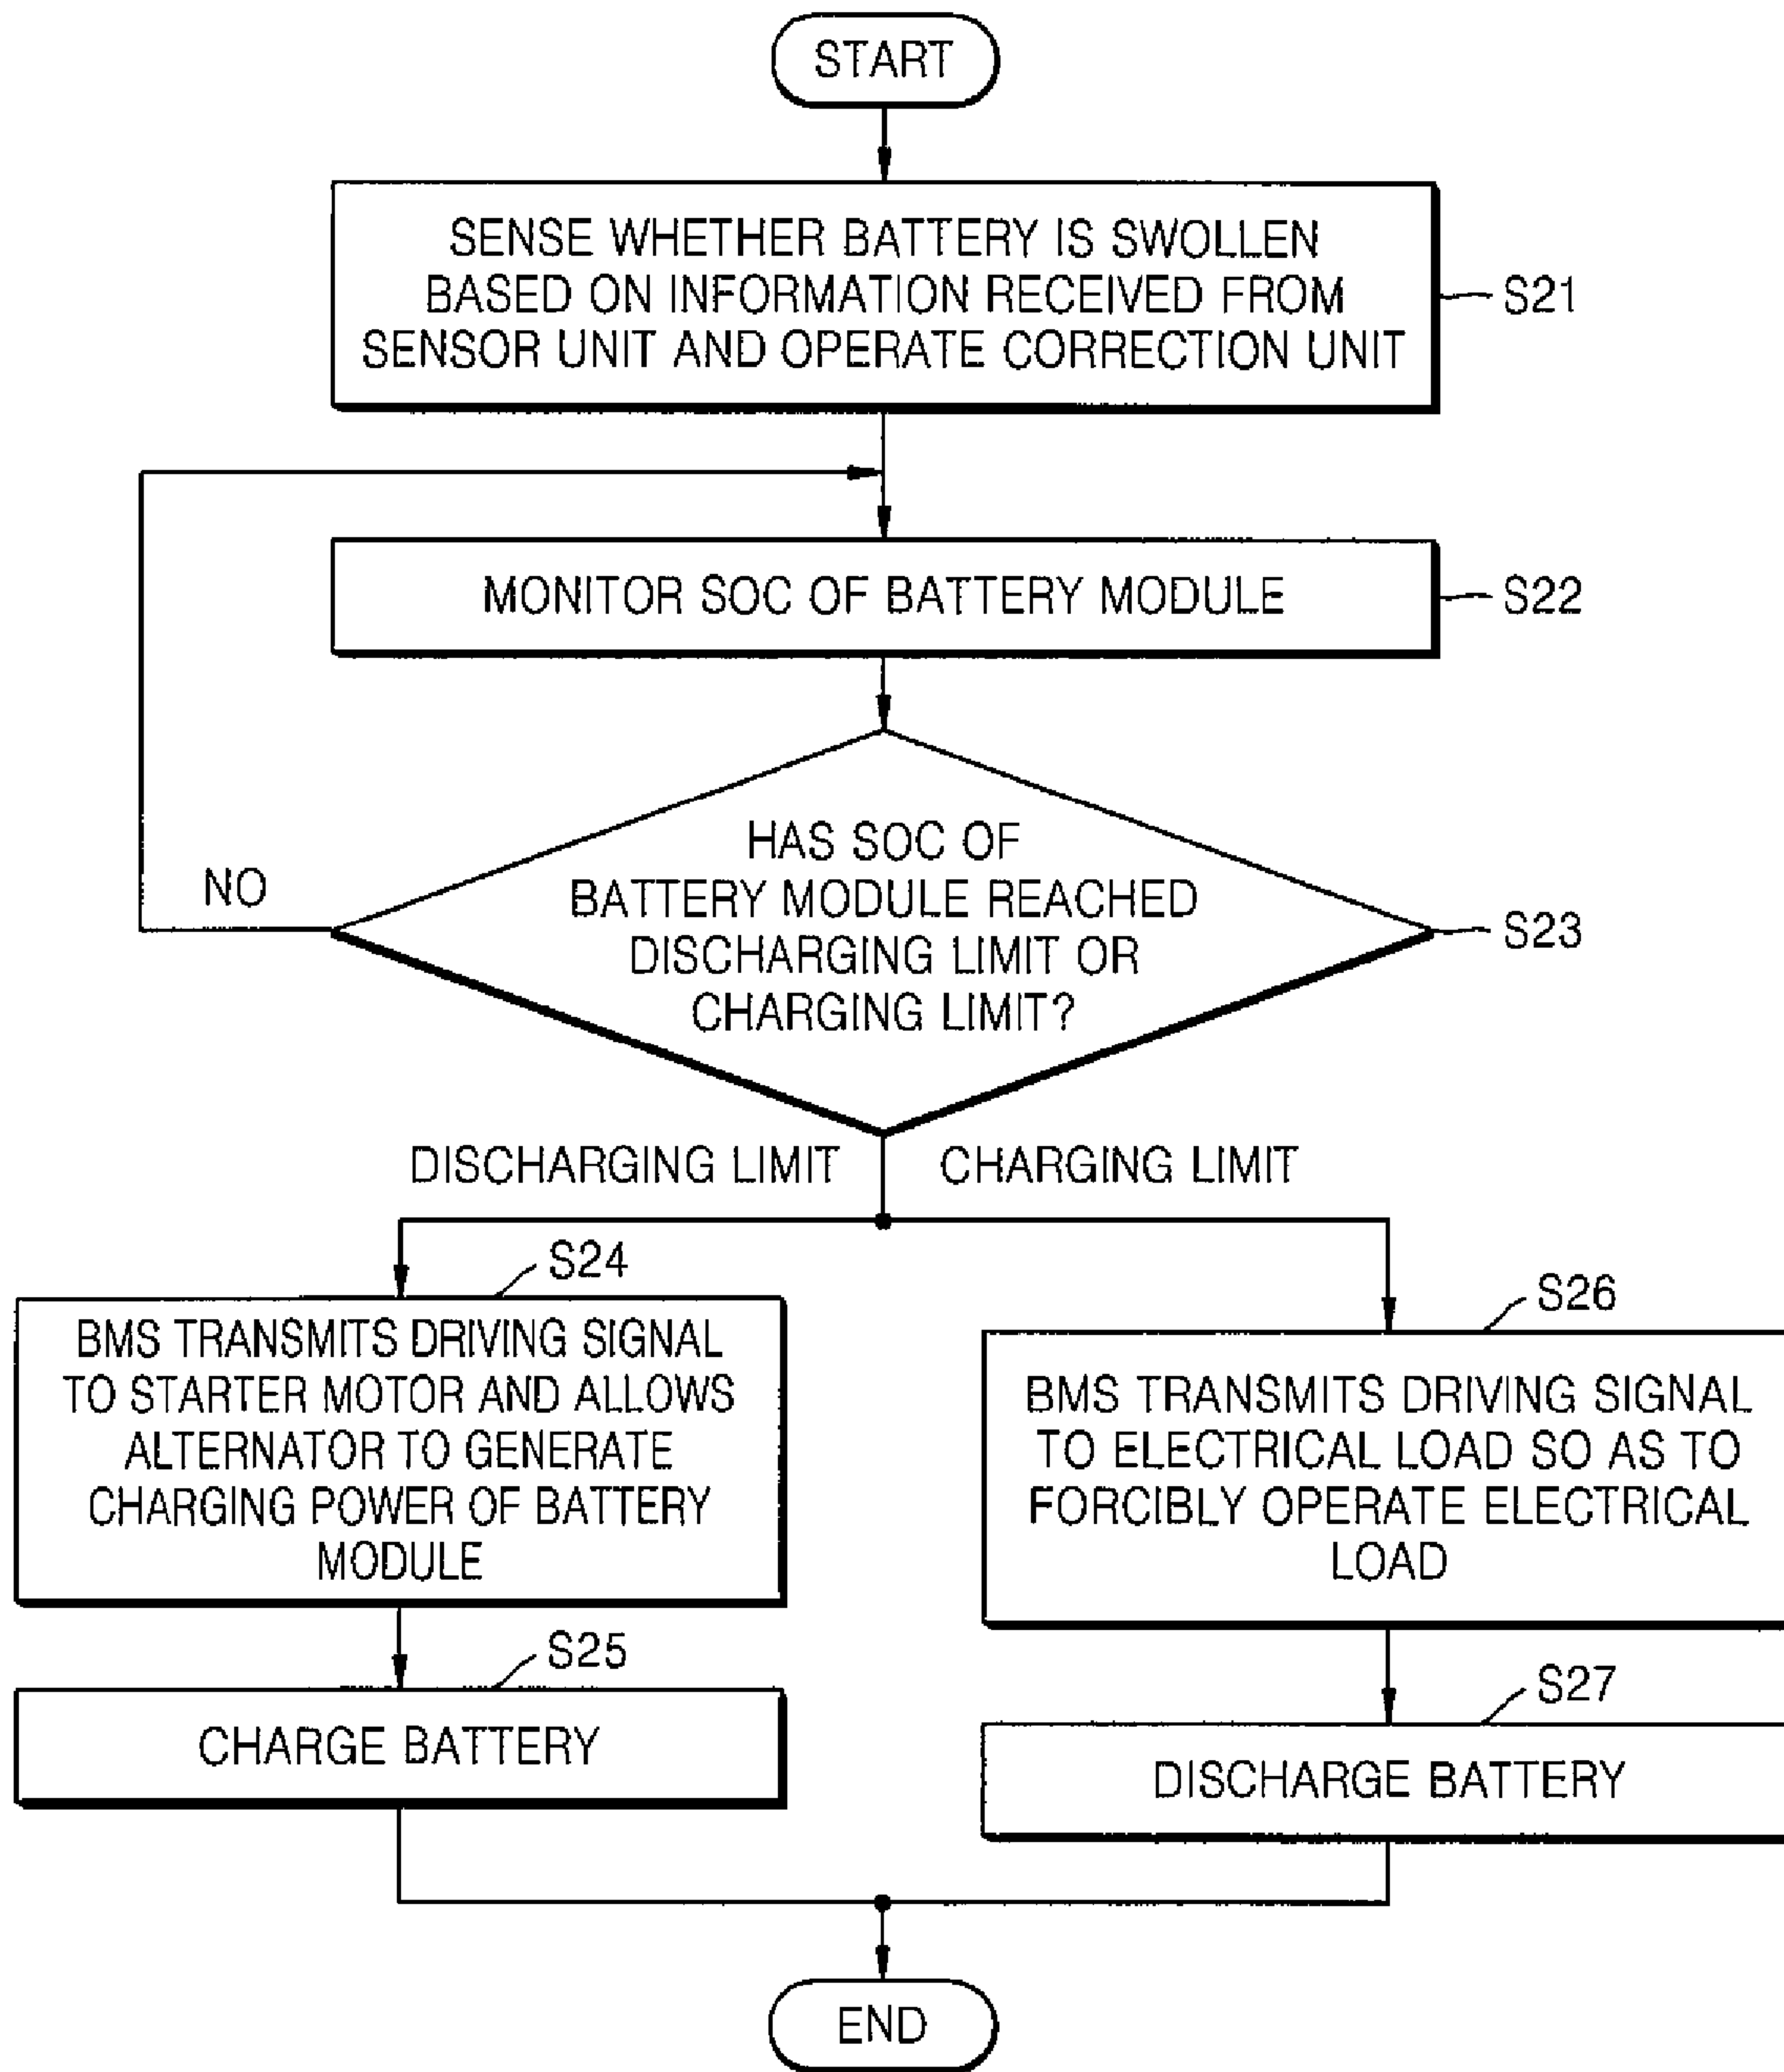 START
SENSE WHETHER BATTERY IS SWOLLEN
BASED ON INFORMATION RECEIVED FROM
SENSOR UNIT AND OPERATE CORRECTION UNIT
S21
MONITOR SOC OF BATTERY MODULE
S22
HAS SOC OF
BATTERY MODULE REACHED
DISCHARGING LIMIT OR
CHARGING LIMIT?
S23
NO
DISCHARGING LIMIT
CHARGING LIMIT
S24
BMS TRANSMITS DRIVING SIGNAL
TO STARTER MOTOR AND ALLOWS
ALTERNATOR TO GENERATE
CHARGING POWER OF BATTERY
MODULE
S26
BMS TRANSMITS DRIVING SIGNAL
TO ELECTRICAL LOAD SO AS TO
FORCIBLY OPERATE ELECTRICAL
LOAD
S25
CHARGE BATTERY
S27
DISCHARGE BATTERY
END